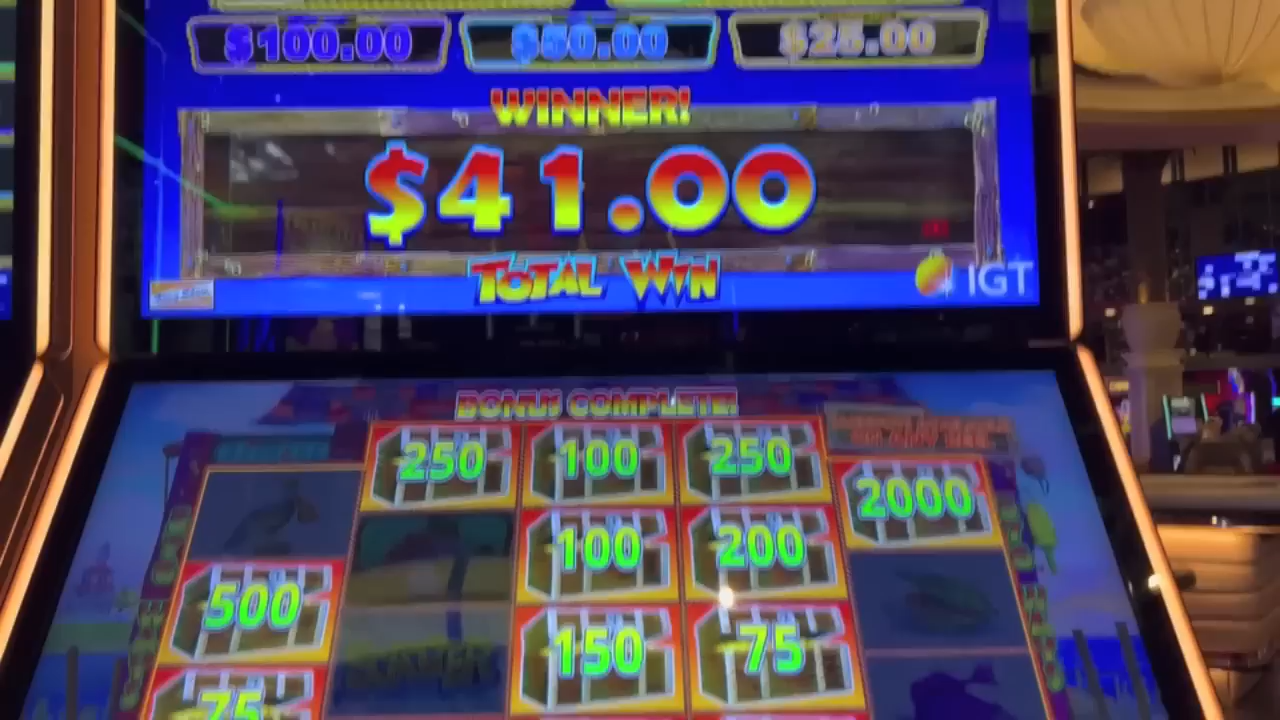 $100.00 $50.00 $25.00
WINNER!
$41.00
TOTAL WIN
IGT
BONUS COMPLETE!
250 100 250
2000
100 200
500
150 75
75